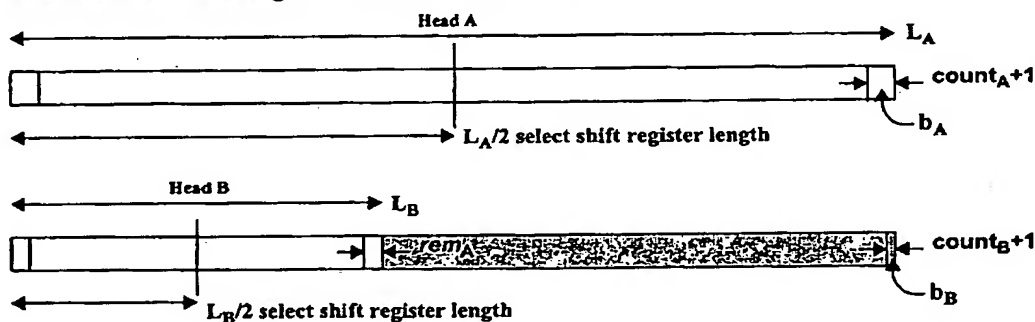 Head A
L_A
count_A+1
b_A
L_A/2 select shift register length
Head B
L_B
rem_A
count_B+1
b_B
L_B/2 select shift register length